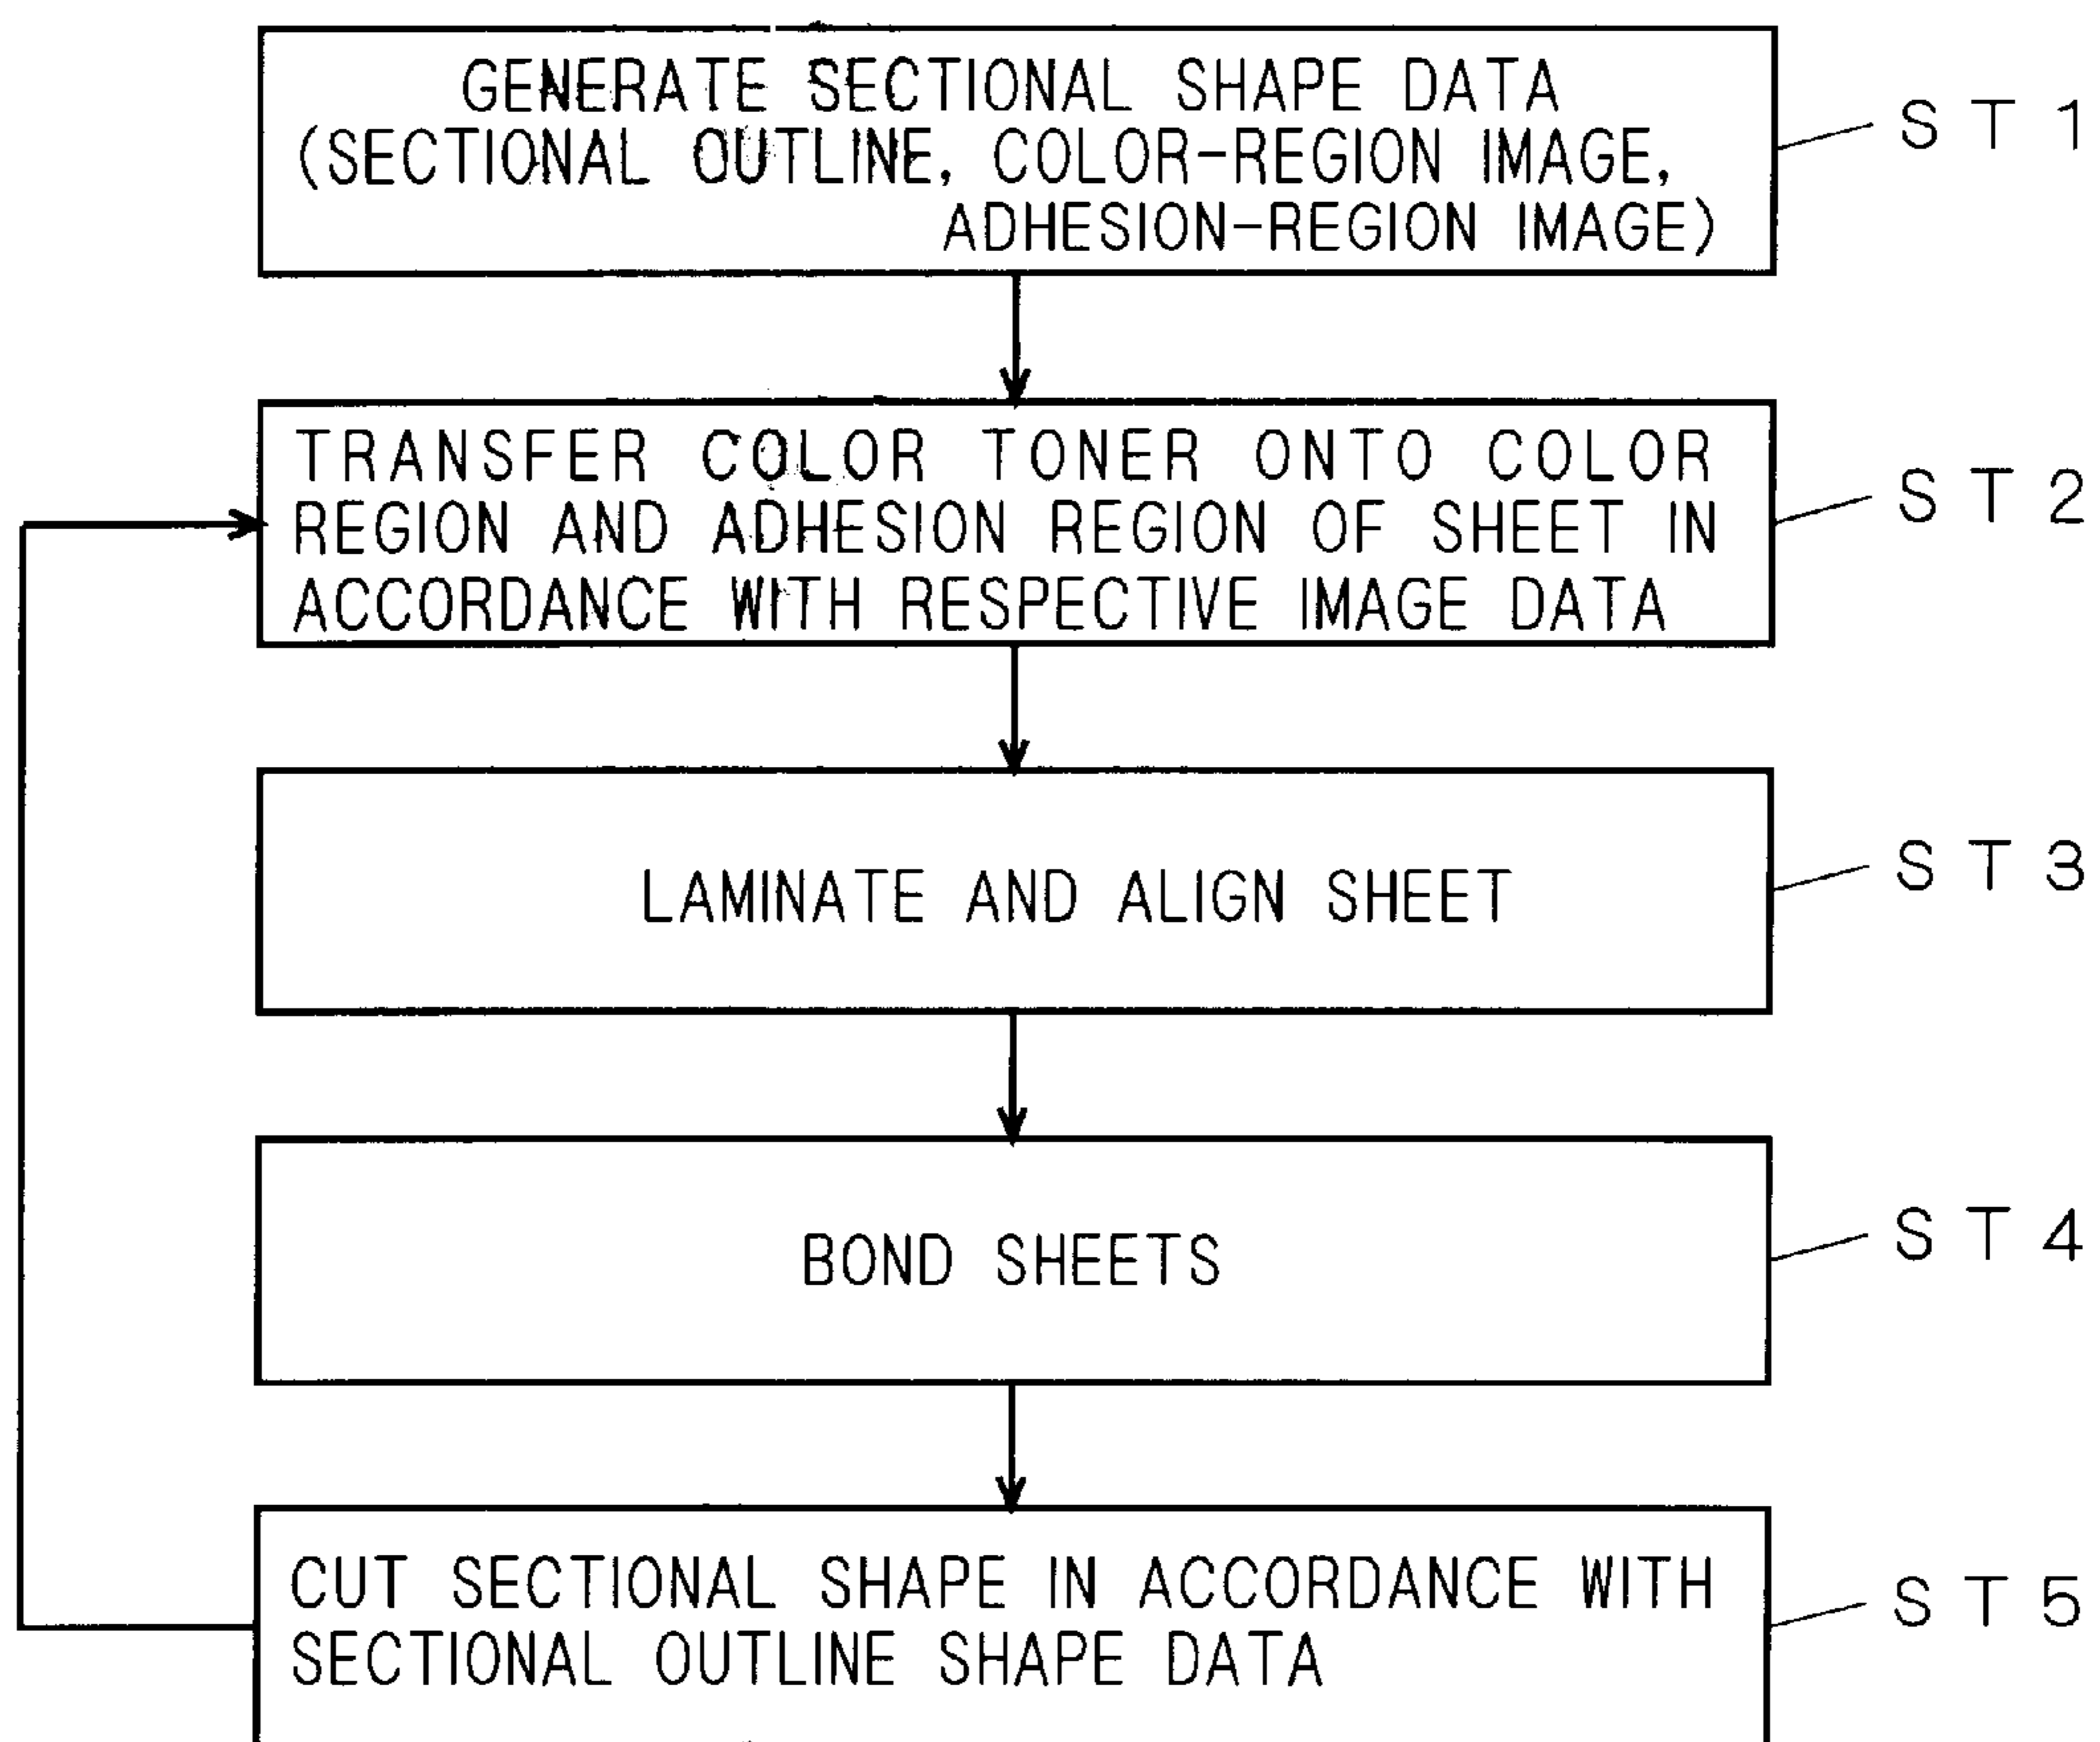 GENERATE SECTIONAL SHAPE DATA
(SECTIONAL OUTLINE, COLOR-REGION IMAGE,
ADHESION-REGION IMAGE)
ST1
TRANSFER COLOR TONER ONTO COLOR
REGION AND ADHESION REGION OF SHEET IN
ACCORDANCE WITH RESPECTIVE IMAGE DATA
ST2
LAMINATE AND ALIGN SHEET
ST3
BOND SHEETS
ST4
CUT SECTIONAL SHAPE IN ACCORDANCE WITH
SECTIONAL OUTLINE SHAPE DATA
ST5